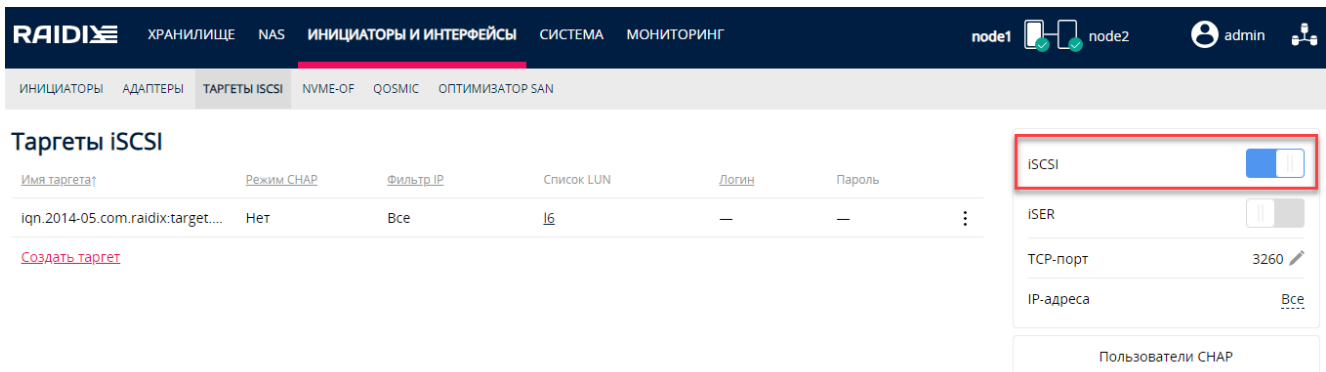 RAIDIX ХРАНИЛИЩЕ NAS ИНИЦИАТОРЫ И ИНТЕРФЕЙСЫ СИСТЕМА МОНИТОРИНГ node1 node2 admin
ИНИЦИАТОРЫ АДАПТЕРЫ ТАРГЕТЫ ISCSI NVME-OF QOSMIC ОПТИМИЗАТОР SAN
Таргеты iSCSI
Имя таргета↑ Режим CHAP Фильтр IP Список LUN Логин Пароль
iqn.2014-05.com.raidix:target.... Нет Все l6 — —
Создать таргет
iSCSI
iSER
TCP-порт 3260
IP-адреса Все
Пользователи CHAP